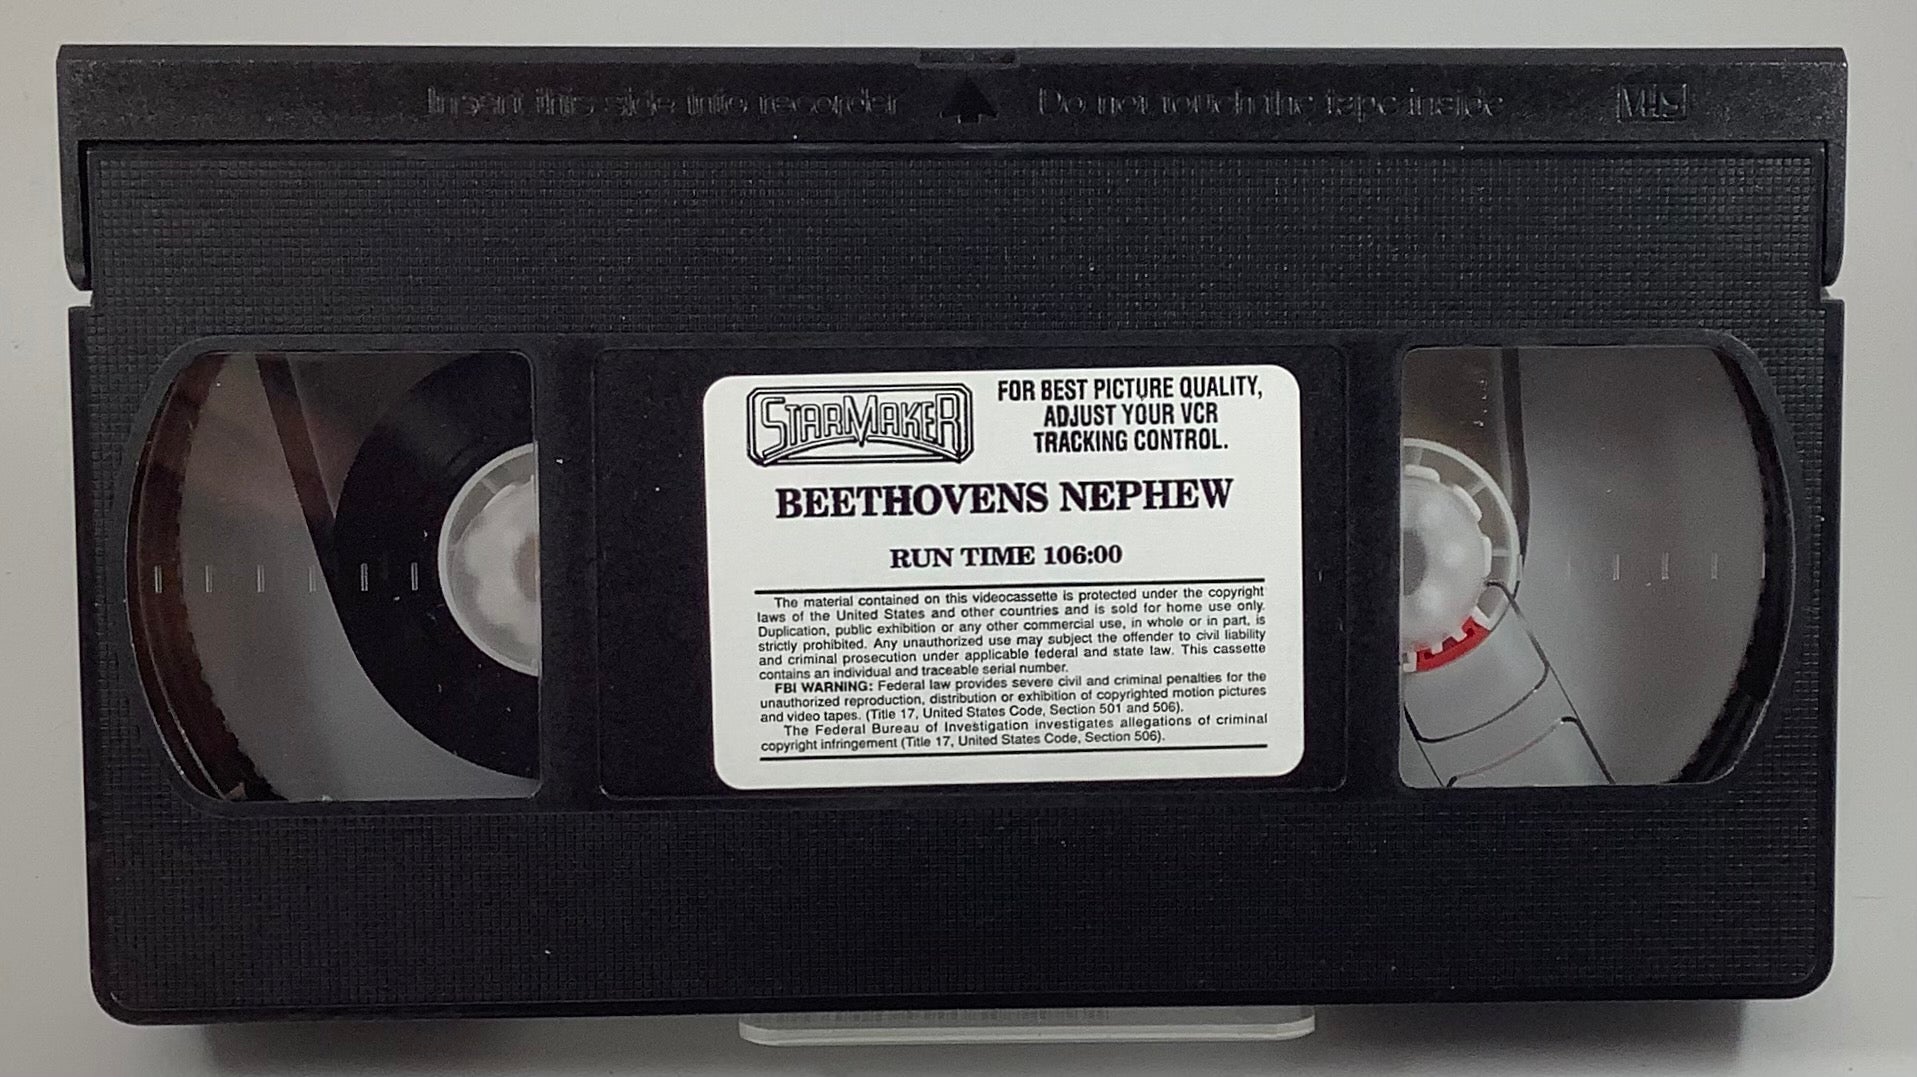 Insert this side into recorder
Do not touch the tape inside
VHS
STARMAKER
FOR BEST PICTURE QUALITY,
ADJUST YOUR VCR
TRACKING CONTROL.
BEETHOVENS NEPHEW
RUN TIME 106:00
The material contained on this videocassette is protected under the copyright
laws of the United States and other countries and is sold for home use only.
Duplication, public exhibition or any other commercial use, in whole or in part, is
strictly prohibited. Any unauthorized use may subject the offender to civil liability
and criminal prosecution under applicable federal and state law. This cassette
contains an individual and traceable serial number.
FBI WARNING: Federal law provides severe civil and criminal penalties for the
unauthorized reproduction, distribution or exhibition of copyrighted motion pictures
and video tapes. (Title 17, United States Code, Section 501 and 506).
The Federal Bureau of Investigation investigates allegations of criminal
copyright infringement (Title 17, United States Code, Section 506).